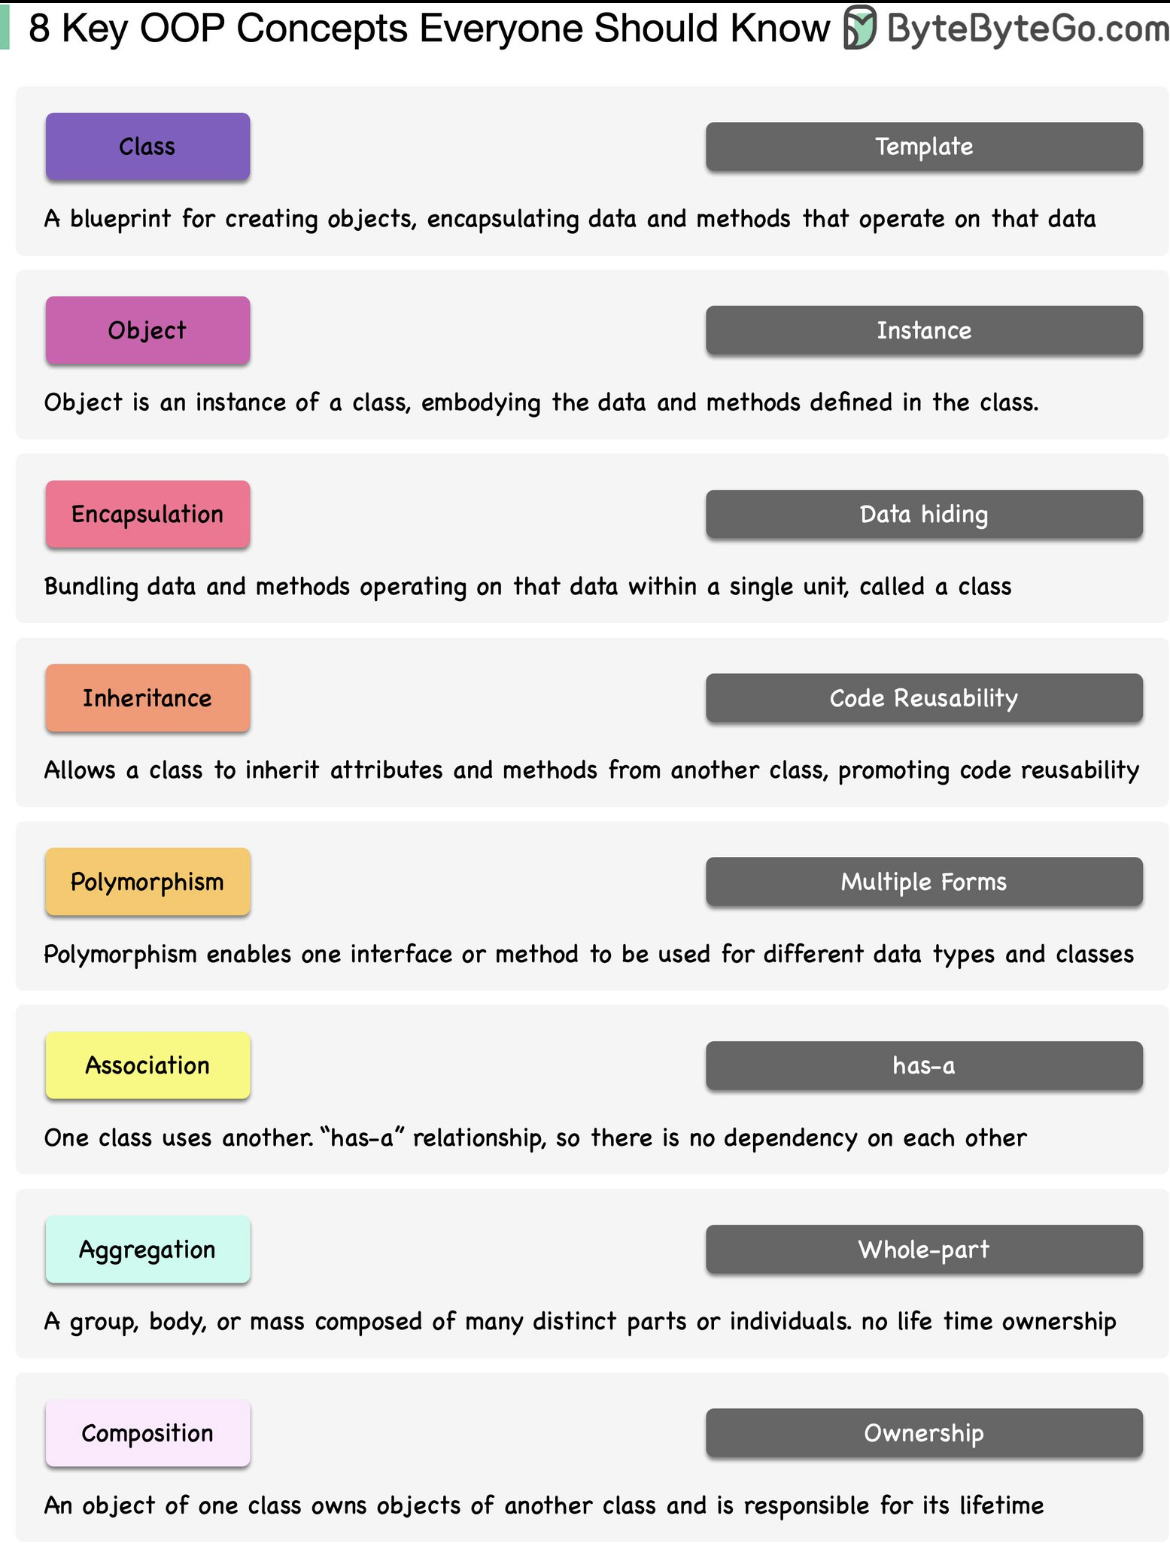 8 Key OOP Concepts Everyone Should Know ByteByteGo.com
Class
Template
A blueprint for creating objects, encapsulating data and methods that operate on that data
Object
Instance
Object is an instance of a class, embodying the data and methods defined in the class.
Encapsulation
Data hiding
Bundling data and methods operating on that data within a single unit, called a class
Inheritance
Code Reusability
Allows a class to inherit attributes and methods from another class, promoting code reusability
Polymorphism
Multiple Forms
Polymorphism enables one interface or method to be used for different data types and classes
Association
has-a
One class uses another. “has-a” relationship, so there is no dependency on each other
Aggregation
Whole-part
A group, body, or mass composed of many distinct parts or individuals. no life time ownership
Composition
Ownership
An object of one class owns objects of another class and is responsible for its lifetime